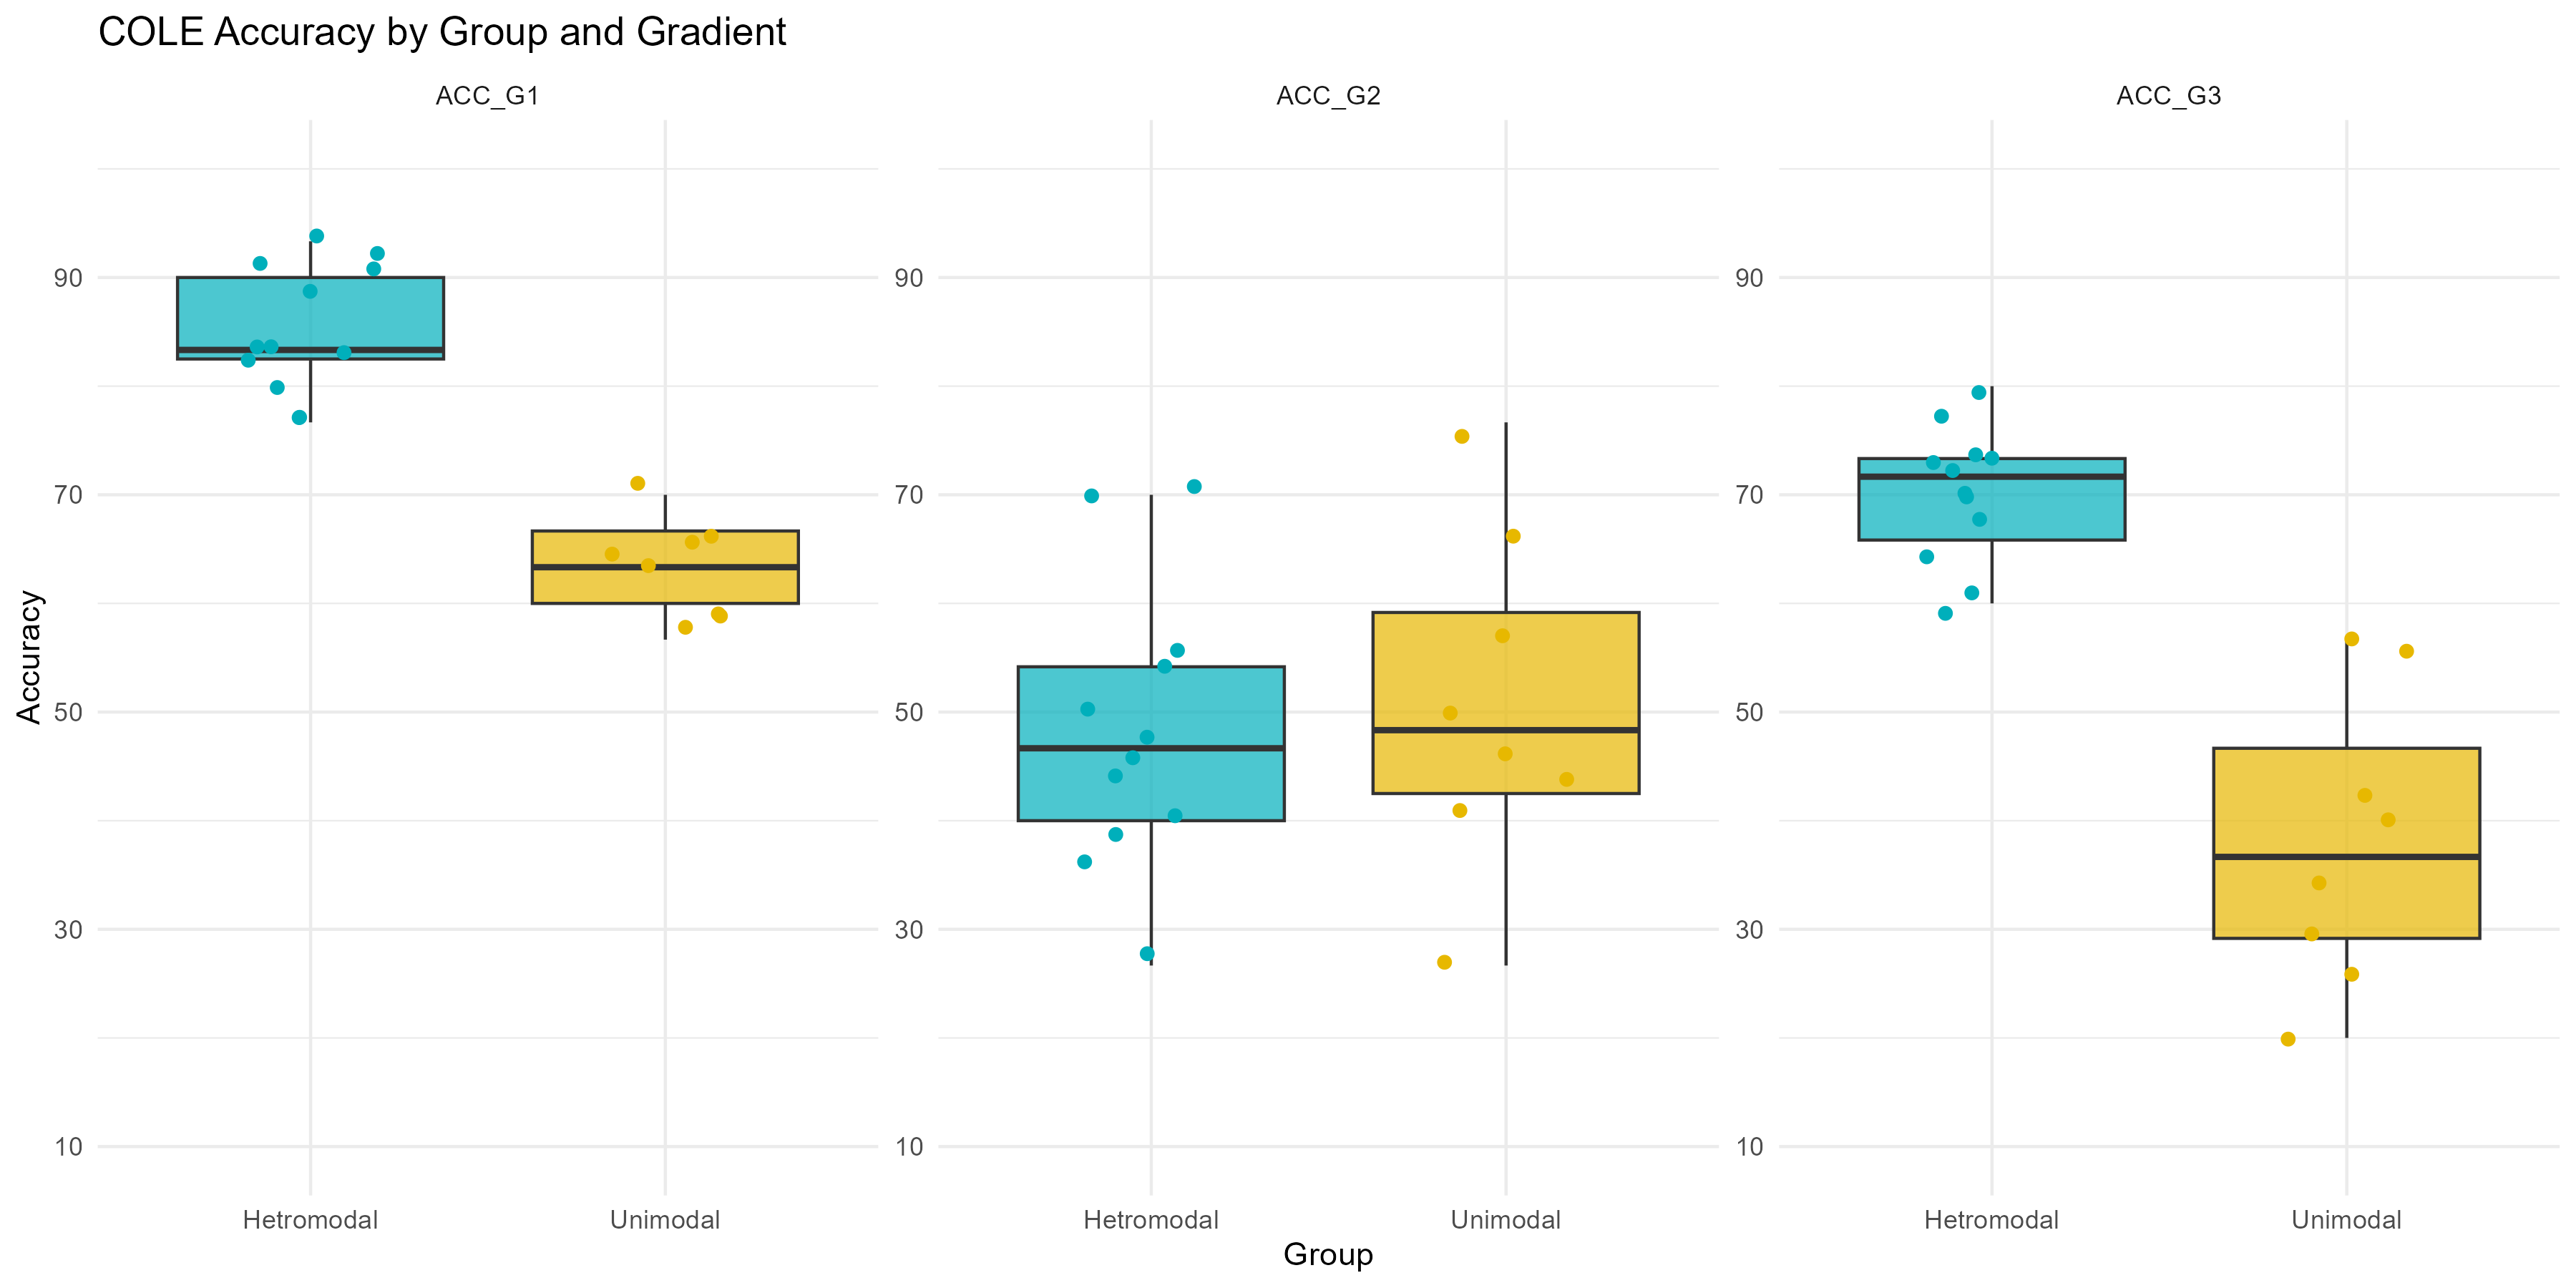 COLE Accuracy by Group and Gradient
ACC_G1
ACC_G2
ACC_G3
Accuracy
90
70
50
30
10
90
70
50
30
10
90
70
50
30
10
Hetromodal
Unimodal
Hetromodal
Unimodal
Hetromodal
Unimodal
Group